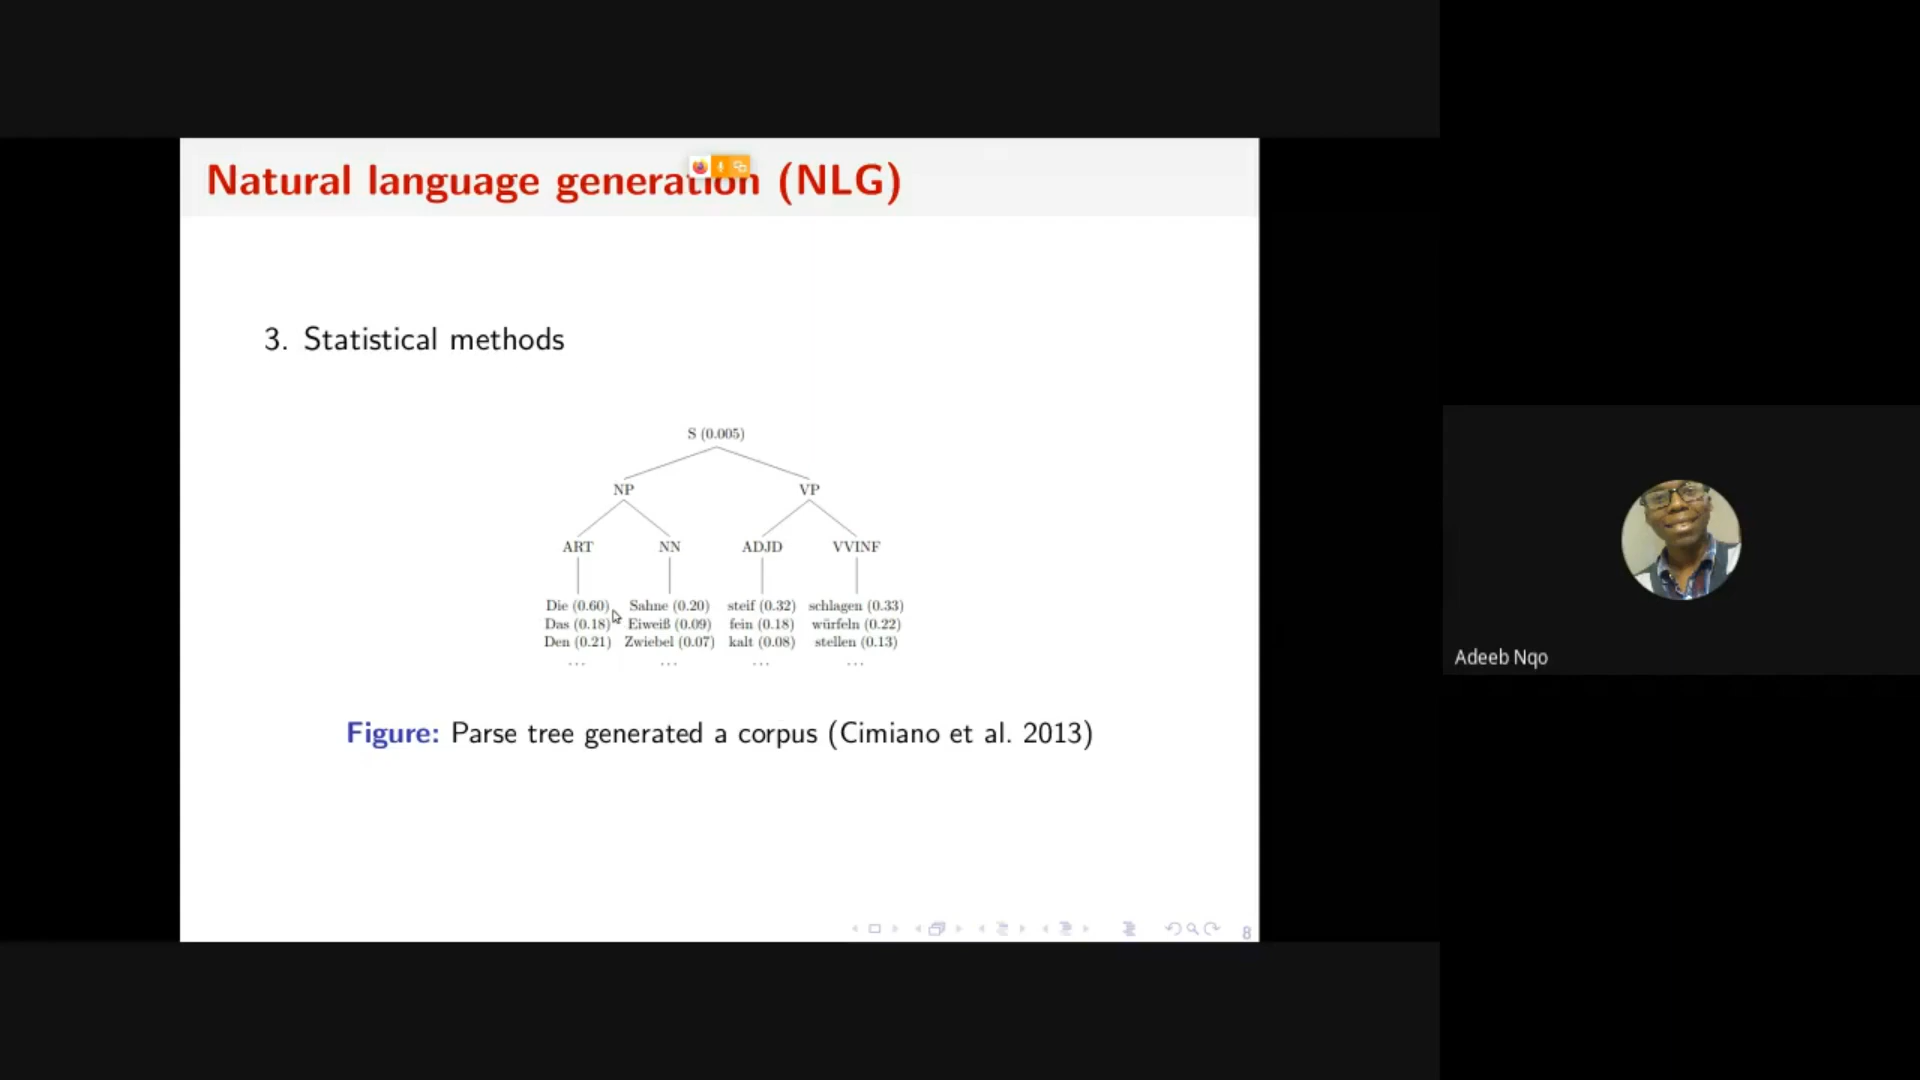 Natural language generation (NLG)
3. Statistical methods
S (0.005)
NP VP
ART NN ADJD VVINF
Die (0.60) Sahne (0.20) steif (0.32) schlagen (0.33)
Das (0.18) Eiweiß (0.09) fein (0.18) würfeln (0.22)
Den (0.21) Zwiebel (0.07) kalt (0.08) stellen (0.13)
... ... ... ...
Figure: Parse tree generated a corpus (Cimiano et al. 2013)
8
Adeeb Nqo